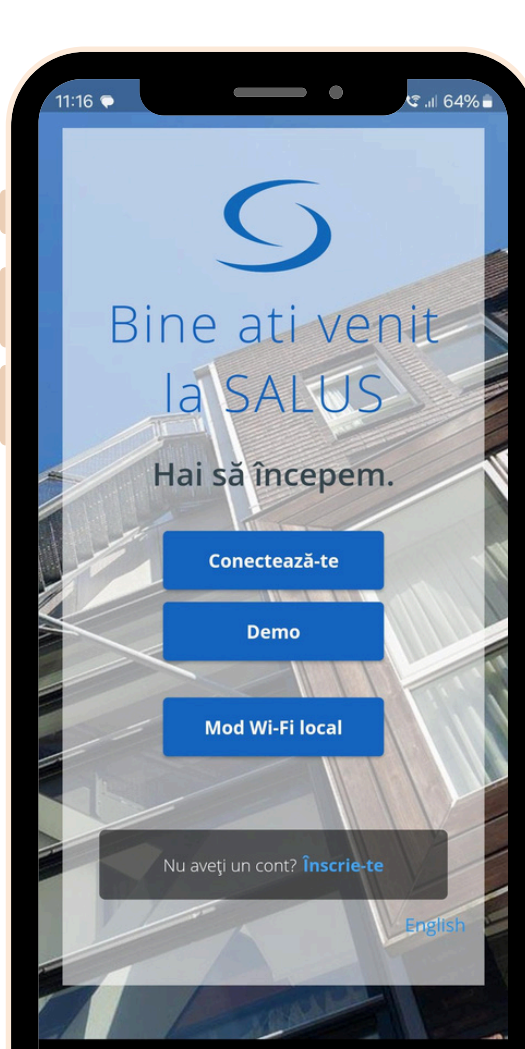 11:16
64%
Bine ati venit
la SALUS
Hai să începem.
Conectează-te
Demo
Mod Wi-Fi local
Nu aveți un cont? Înscrie-te
English